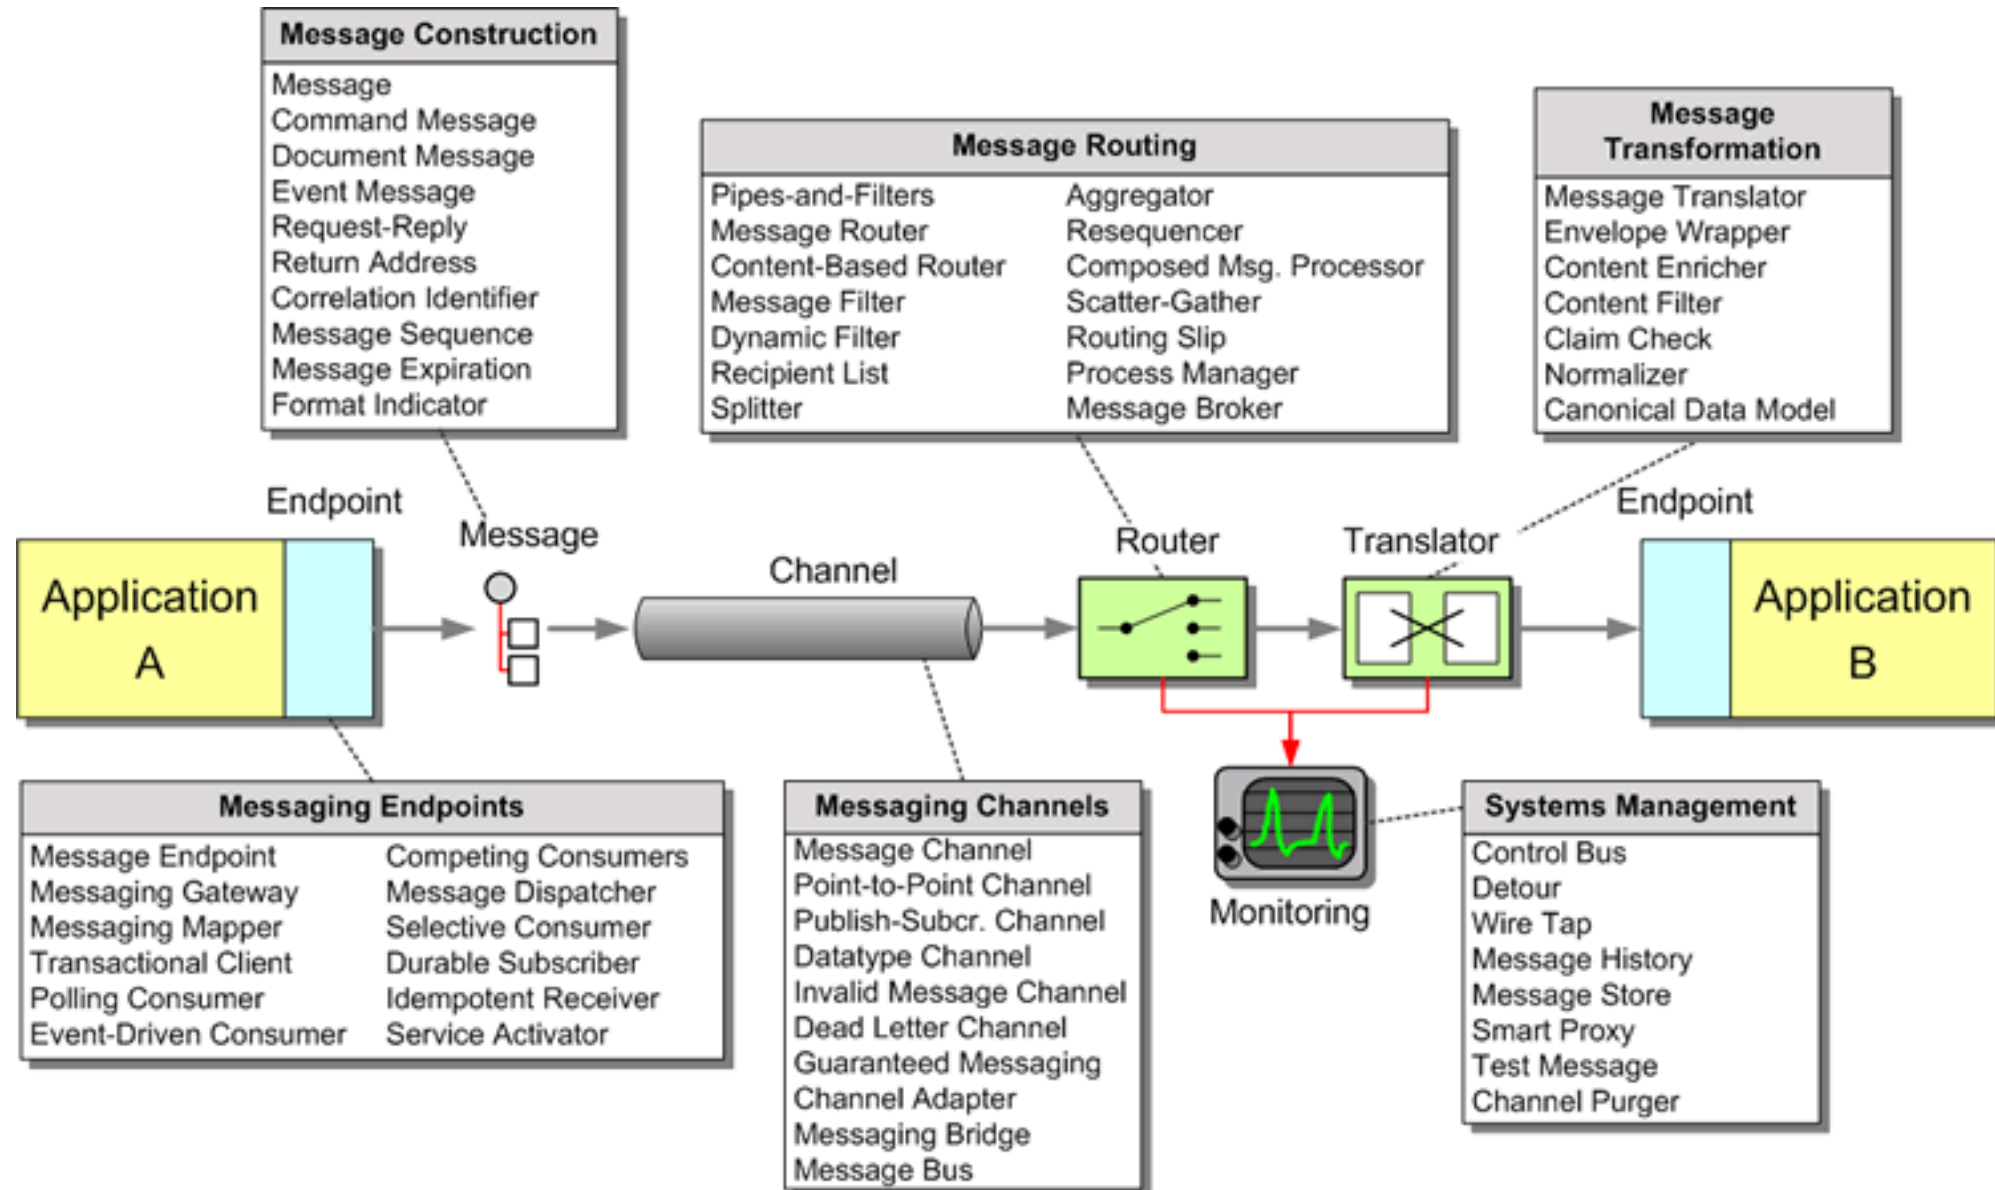 Message Construction
Message
Command Message
Document Message
Event Message
Request-Reply
Return Address
Correlation Identifier
Message Sequence
Message Expiration
Format Indicator
Message Routing
Pipes-and-Filters
Message Router
Content-Based Router
Message Filter
Dynamic Filter
Recipient List
Splitter
Aggregator
Resequencer
Composed Msg. Processor
Scatter-Gather
Routing Slip
Process Manager
Message Broker
Message
Transformation
Message Translator
Envelope Wrapper
Content Enricher
Content Filter
Claim Check
Normalizer
Canonical Data Model
Endpoint
Message
Channel
Router
Translator
Endpoint
Application
A
Application
B
Messaging Endpoints
Message Endpoint
Messaging Gateway
Messaging Mapper
Transactional Client
Polling Consumer
Event-Driven Consumer
Competing Consumers
Message Dispatcher
Selective Consumer
Durable Subscriber
Idempotent Receiver
Service Activator
Messaging Channels
Message Channel
Point-to-Point Channel
Publish-Subcr. Channel
Datatype Channel
Invalid Message Channel
Dead Letter Channel
Guaranteed Messaging
Channel Adapter
Messaging Bridge
Message Bus
Monitoring
Systems Management
Control Bus
Detour
Wire Tap
Message History
Message Store
Smart Proxy
Test Message
Channel Purger